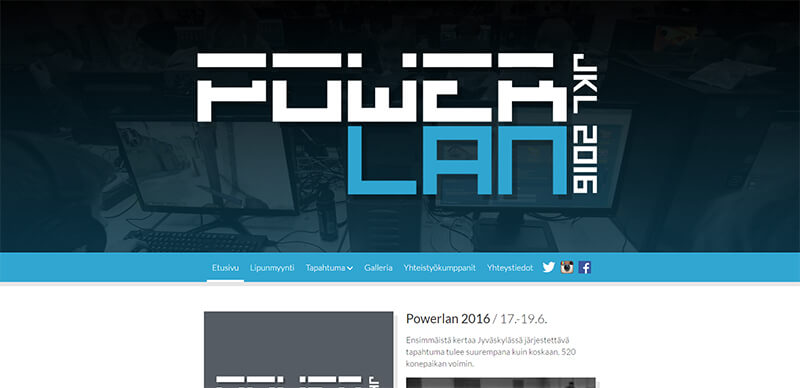 POWER
LAN
JKL 2016
Etusivu Lipunmyynti Tapahtuma Galleria Yhteistyökumppanit Yhteystiedot
Powerlan 2016 / 17.-19.6.
Ensimmäistä kertaa Jyväskylässä järjestettävä
tapahtuma tulee suurempana kuin koskaan, 520
konepaikan voimin.